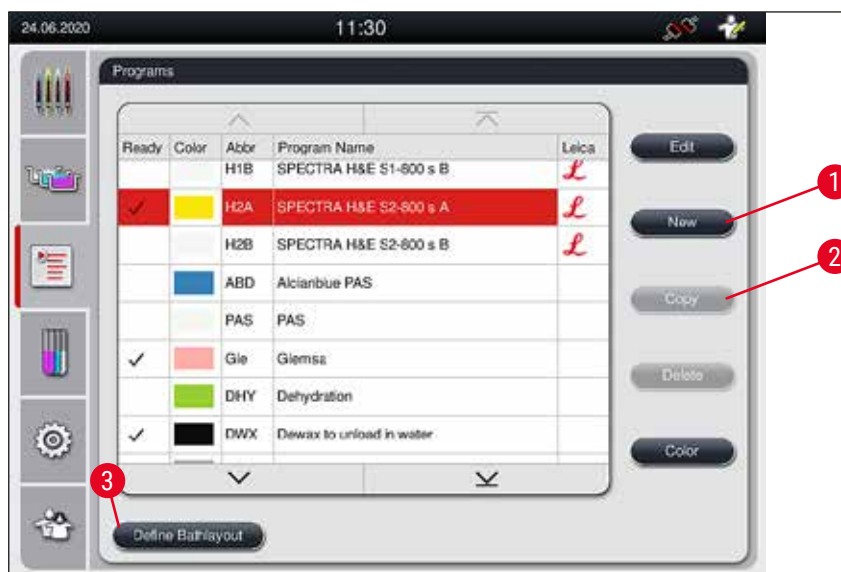 24.06.2020 11:30
Programs
Ready Color Abbr Program Name Leica
H1B SPECTRA H&E S1-600 s B L
H2A SPECTRA H&E S2-600 s A L
H2B SPECTRA H&E S2-600 s B L
ABD Alcianblue PAS
PAS PAS
Gie Giemsa
DHY Dehydration
DWX Dewax to unload in water
Edit
New
Copy
Delete
Color
Define Bathlayout
1
2
3